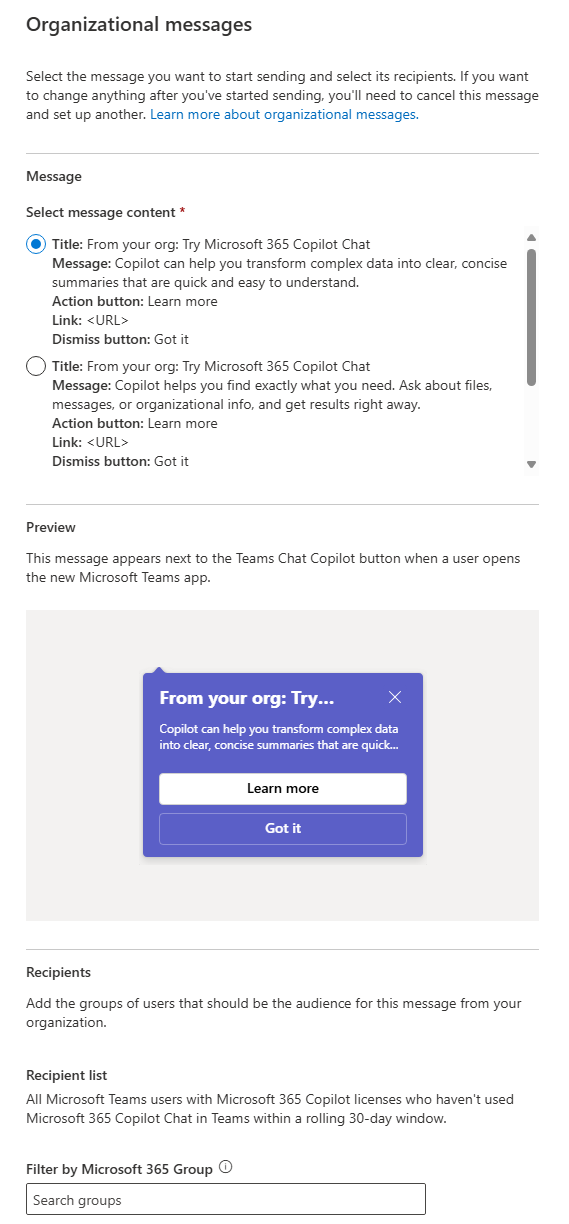 Organizational messages
Select the message you want to start sending and select its recipients. If you want
to change anything after you've started sending, you'll need to cancel this message
and set up another. Learn more about organizational messages.
Message
Select message content *
Title: From your org: Try Microsoft 365 Copilot Chat
Message: Copilot can help you transform complex data into clear, concise
summaries that are quick and easy to understand.
Action button: Learn more
Link: <URL>
Dismiss button: Got it
Title: From your org: Try Microsoft 365 Copilot Chat
Message: Copilot helps you find exactly what you need. Ask about files,
messages, or organizational info, and get results right away.
Action button: Learn more
Link: <URL>
Dismiss button: Got it
Preview
This message appears next to the Teams Chat Copilot button when a user opens
the new Microsoft Teams app.
From your org: Try...
Copilot can help you transform complex data
into clear, concise summaries that are quick...
Learn more
Got it
Recipients
Add the groups of users that should be the audience for this message from your
organization.
Recipient list
All Microsoft Teams users with Microsoft 365 Copilot licenses who haven't used
Microsoft 365 Copilot Chat in Teams within a rolling 30-day window.
Filter by Microsoft 365 Group
Search groups